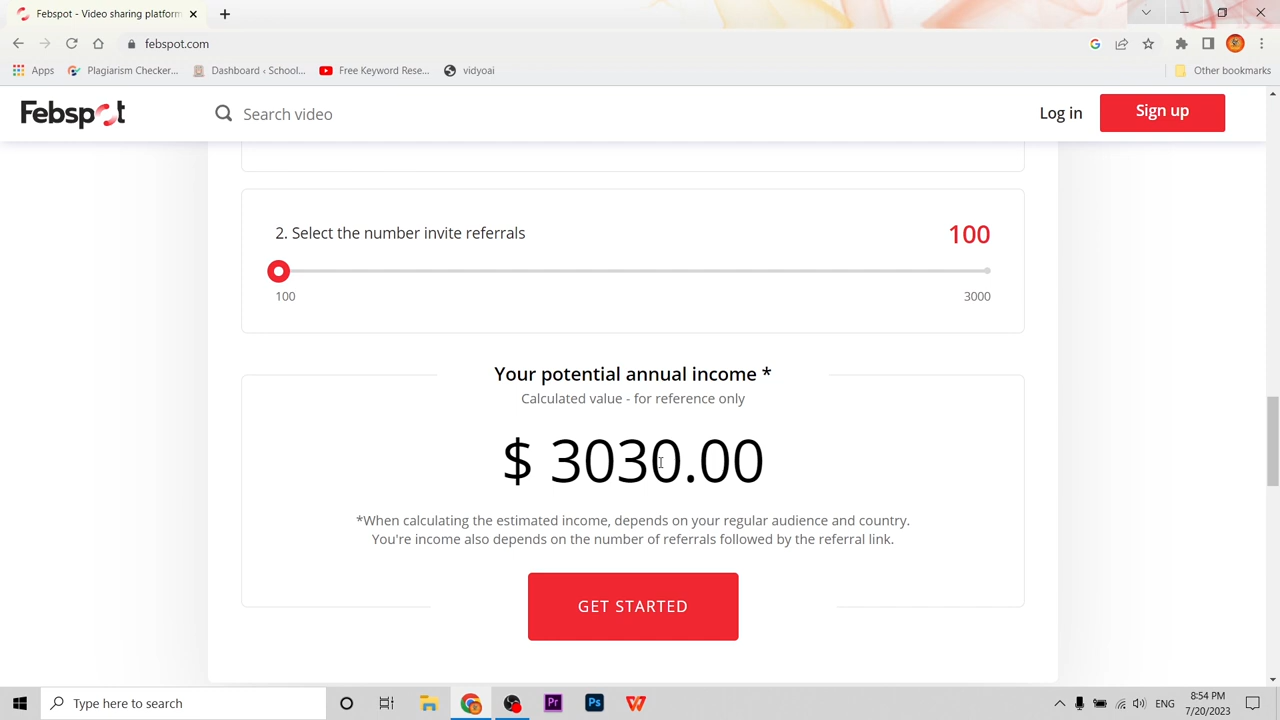 Febspot - Video sharing platform
febspot.com
Apps
Plagiarism Checker...
Dashboard ‹ School...
Free Keyword Rese...
vidyoai
Other bookmarks
Febspot
Search video
Log in
Sign up
2. Select the number invite referrals
100
100
3000
Your potential annual income *
Calculated value - for reference only
$ 3030.00
*When calculating the estimated income, depends on your regular audience and country.
You're income also depends on the number of referrals followed by the referral link.
GET STARTED
Type here to search
Pr
Ps
ENG
8:54 PM
7/20/2023